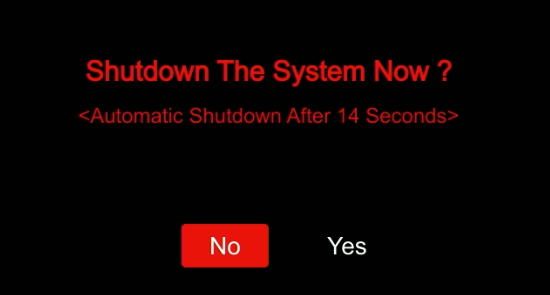 Shutdown The System Now ?
<Automatic Shutdown After 14 Seconds>
No Yes